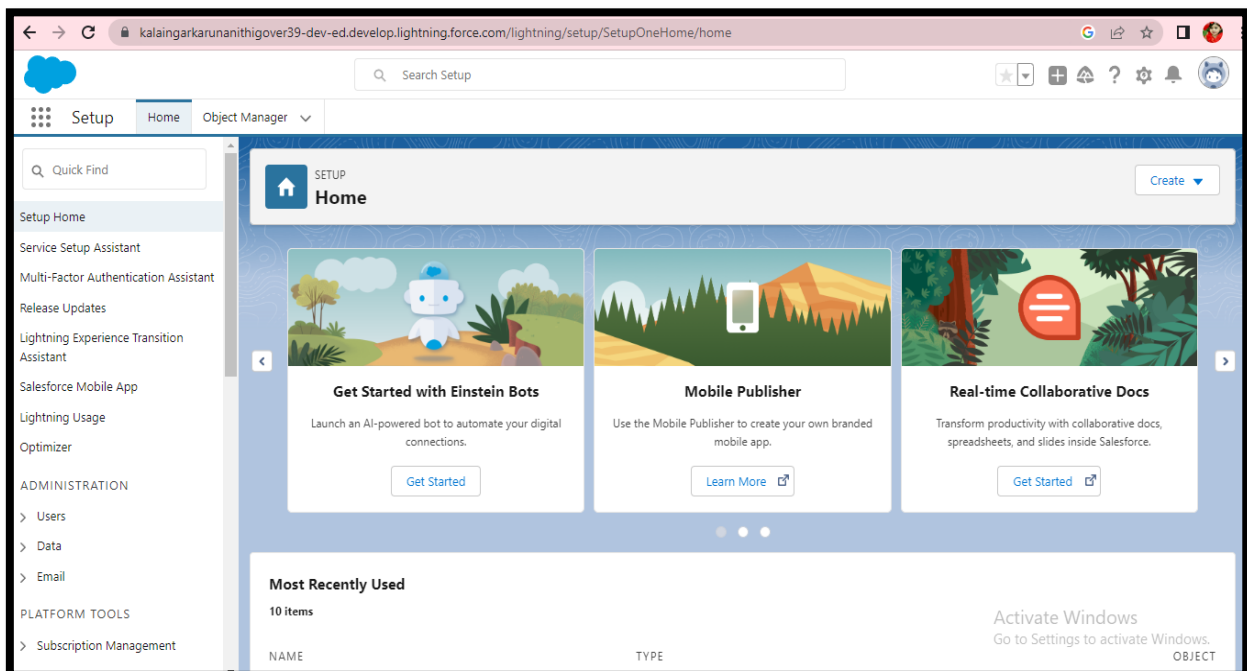 kalaingarkarunanithigover39-dev-ed.develop.lightning.force.com/lightning/setup/SetupOneHome/home
Search Setup
Setup
Home
Object Manager
Quick Find
Setup Home
Service Setup Assistant
Multi-Factor Authentication Assistant
Release Updates
Lightning Experience Transition
Assistant
Salesforce Mobile App
Lightning Usage
Optimizer
ADMINISTRATION
Users
Data
Email
PLATFORM TOOLS
Subscription Management
SETUP
Home
Create
Get Started with Einstein Bots
Launch an AI-powered bot to automate your digital
connections.
Get Started
Mobile Publisher
Use the Mobile Publisher to create your own branded
mobile app.
Learn More
Real-time Collaborative Docs
Transform productivity with collaborative docs,
spreadsheets, and slides inside Salesforce.
Get Started
Most Recently Used
10 items
NAME
TYPE
OBJECT
Activate Windows
Go to Settings to activate Windows.